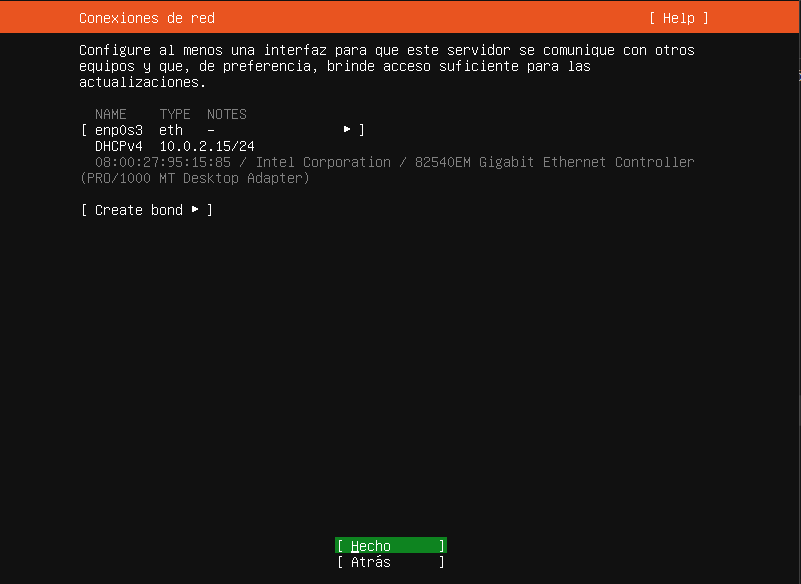 Conexiones de red [ Help ]
Configure al menos una interfaz para que este servidor se comunique con otros
equipos y que, de preferencia, brinde acceso suficiente para las
actualizaciones.
NAME TYPE NOTES
[ enp0s3 eth - ▸ ]
DHCPv4 10.0.2.15/24
08:00:27:95:15:85 / Intel Corporation / 82540EM Gigabit Ethernet Controller
(PRO/1000 MT Desktop Adapter)
[ Create bond ▸ ]
[ Hecho ]
[ Atrás ]